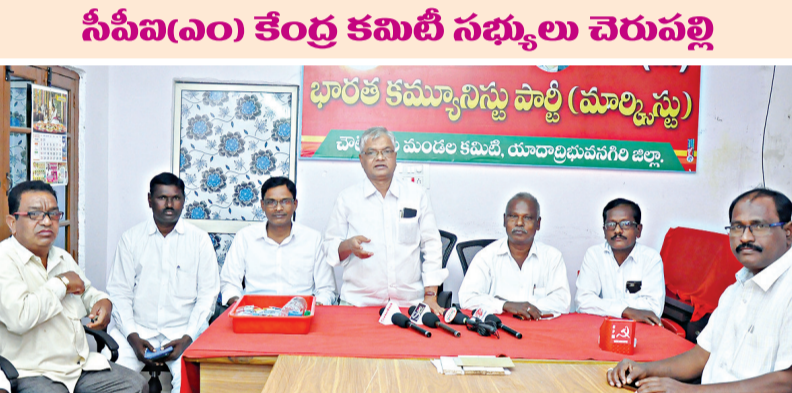 సీపీఐ(ఎం) కేంద్ర కమిటీ సభ్యులు చెరుపల్లి
భారత కమ్యూనిస్టు పార్టీ (మార్క్సిస్టు)
మండల కమిటీ, యాదాద్రిభువనగిరి జిల్లా.